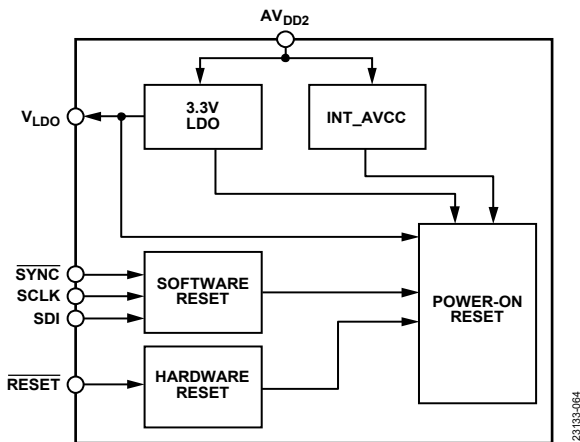 AVDD2
3.3V
LDO
INT_AVCC
VLDO
SYNC
SCLK
SDI
SOFTWARE
RESET
POWER-ON
RESET
RESET
HARDWARE
RESET
23133-064